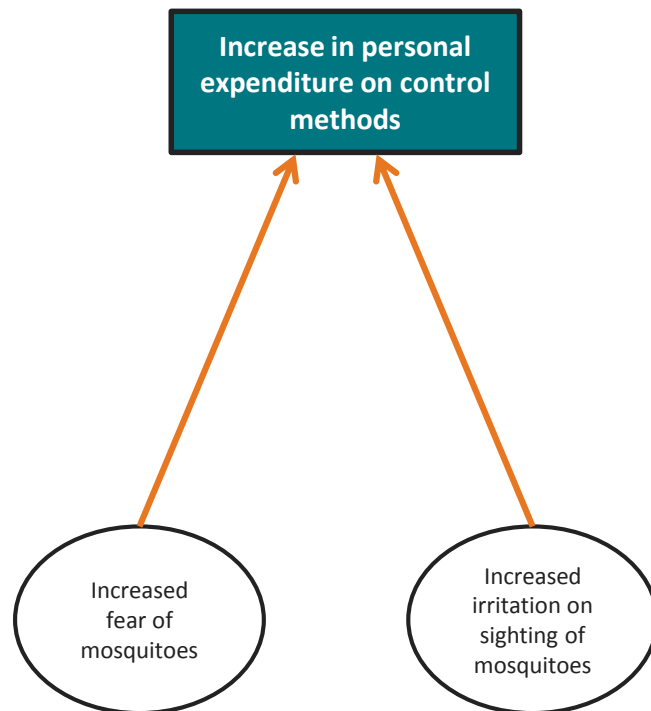 Increase in personal
expenditure on control
methods
Increased
fear of
mosquitoes
Increased
irritation on
sighting of
mosquitoes